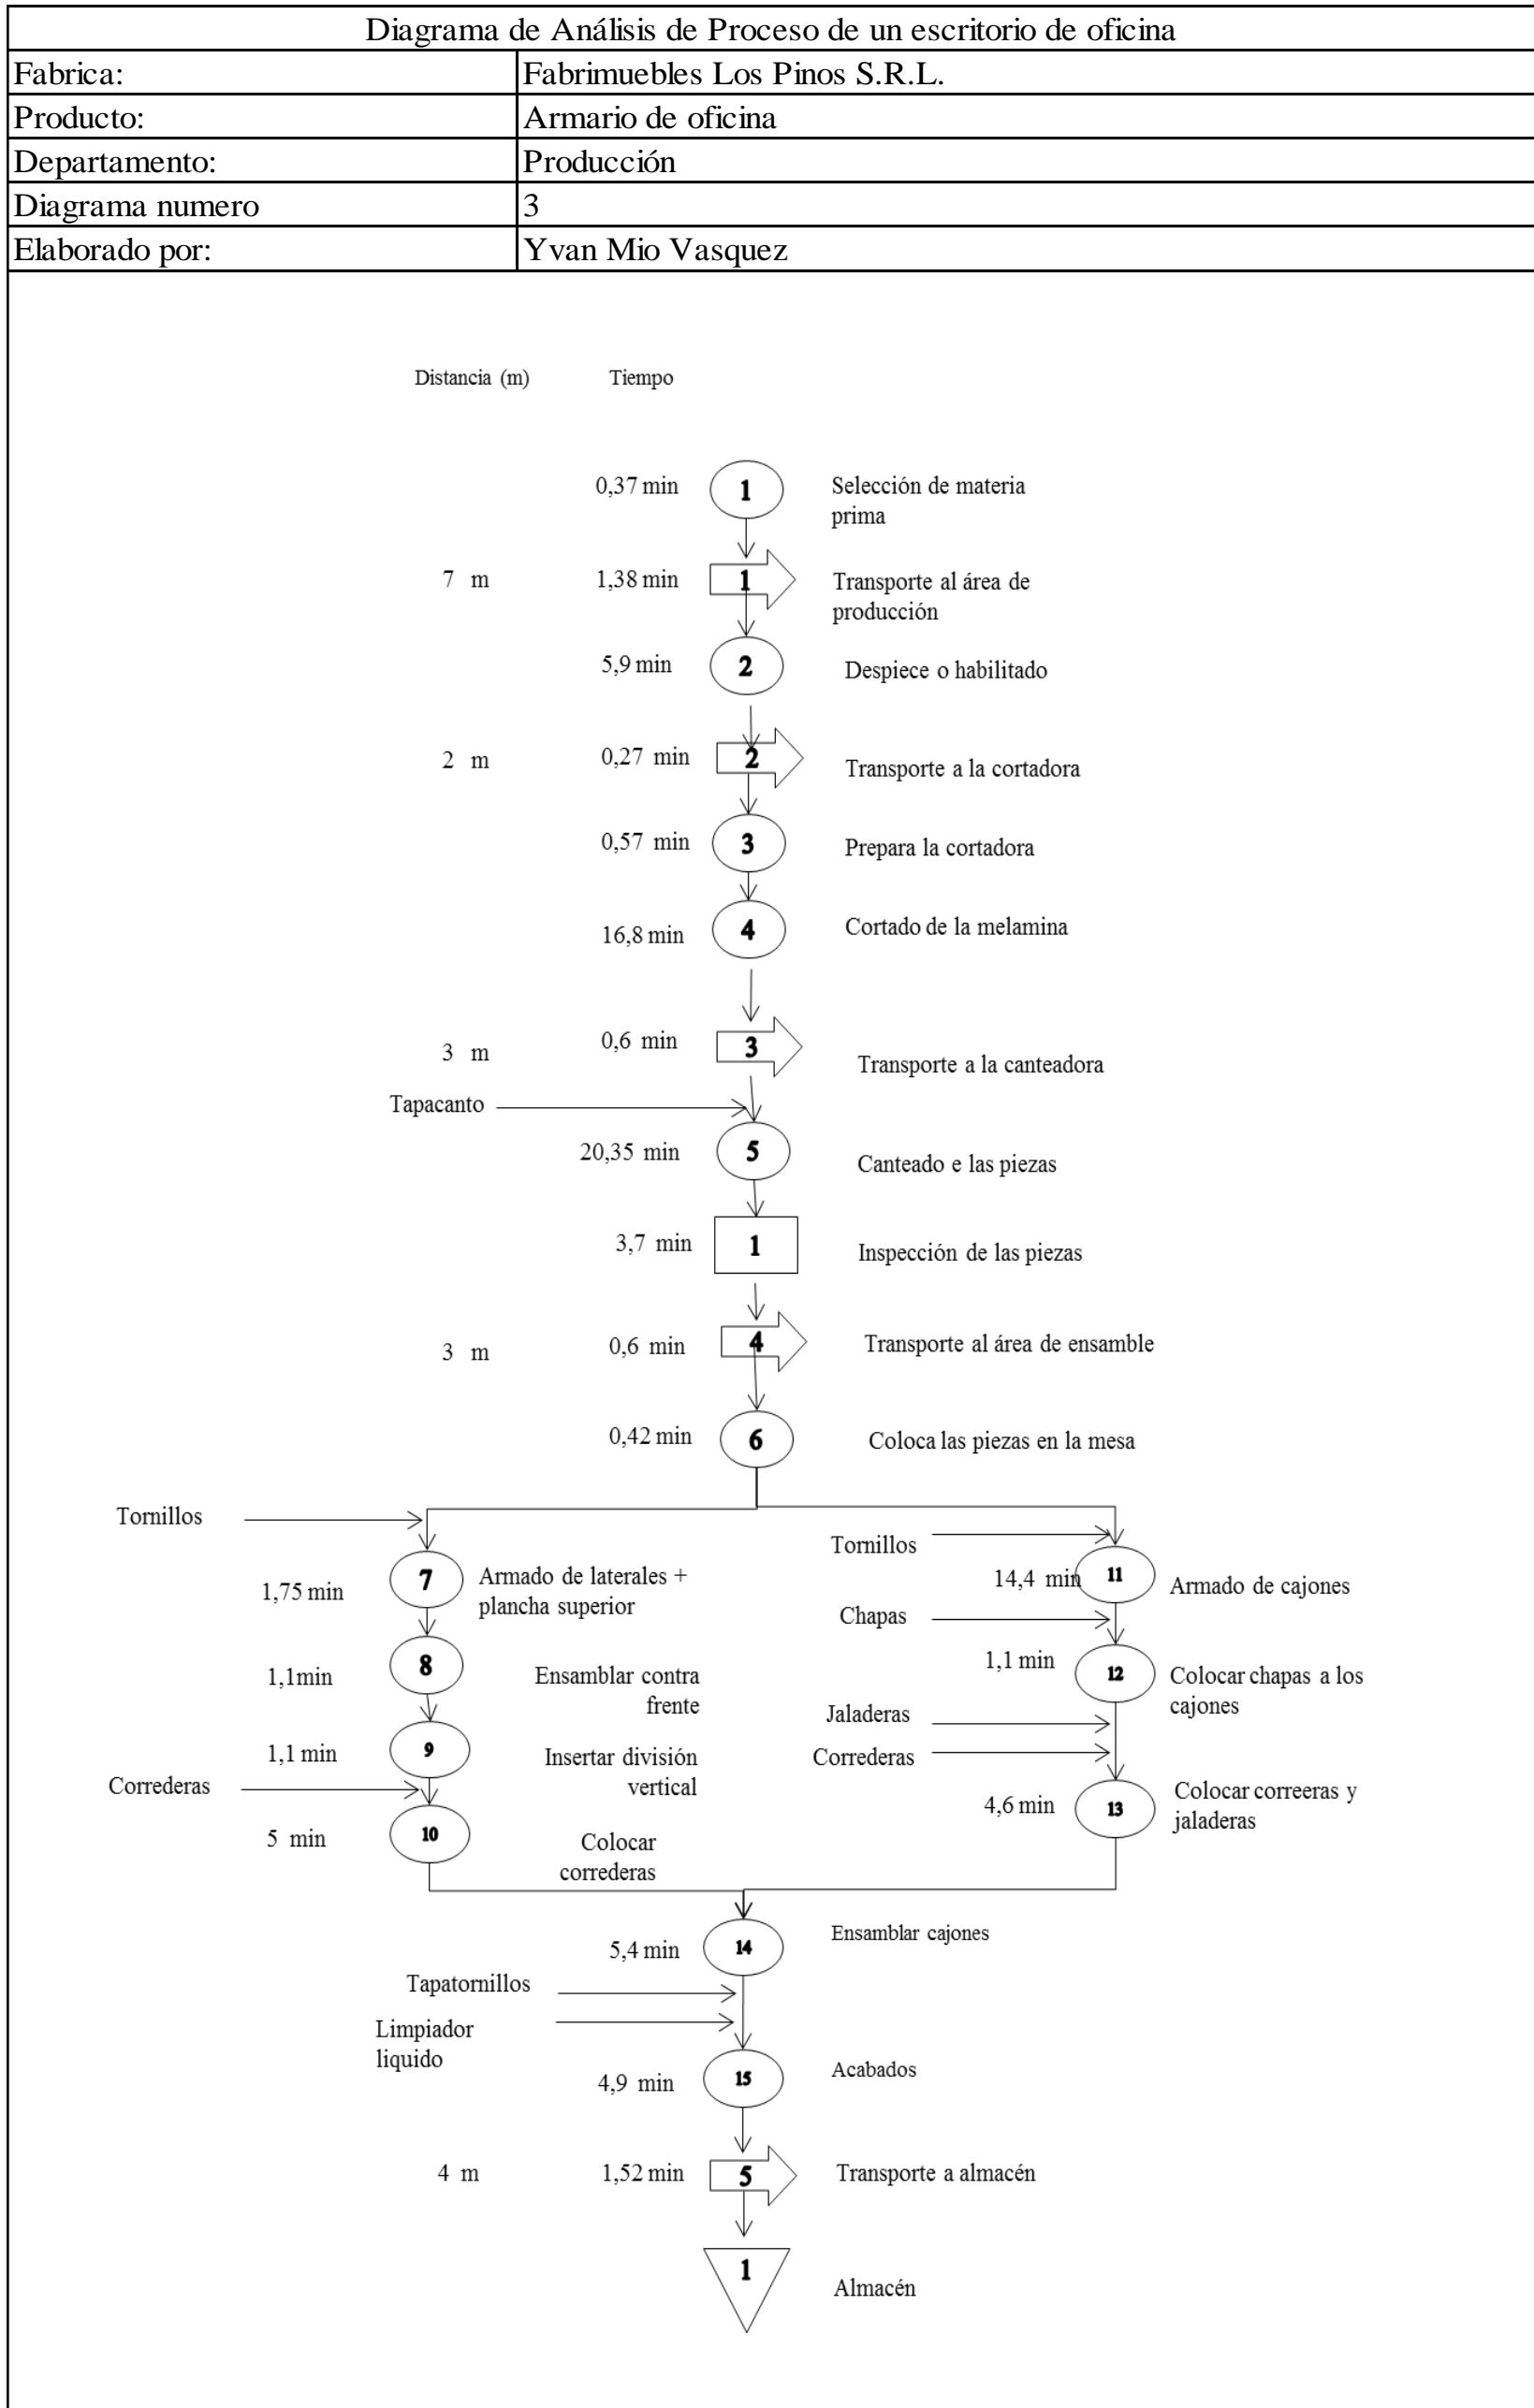 Diagrama de Análisis de Proceso de un escritorio de oficina
Fabrica: Fabrimuebles Los Pinos S.R.L.
Producto: Armario de oficina
Departamento: Producción
Diagrama numero 3
Elaborado por: Yvan Mio Vasquez
Distancia (m) Tiempo
0,37 min 1 Selección de materia
prima
7 m 1,38 min 1 Transporte al área de
producción
5,9 min 2 Despiece o habilitado
2 m 0,27 min 2 Transporte a la cortadora
0,57 min 3 Prepara la cortadora
16,8 min 4 Cortado de la melamina
3 m 0,6 min 3 Transporte a la canteadora
Tapacanto
20,35 min 5 Canteado e las piezas
3,7 min 1 Inspección de las piezas
3 m 0,6 min 4 Transporte al área de ensamble
0,42 min 6 Coloca las piezas en la mesa
Tornillos
1,75 min 7 Armado de laterales +
plancha superior
1,1min 8 Ensamblar contra
frente
1,1 min 9 Insertar división
vertical
Correderas
5 min 10 Colocar
correderas
Tornillos
14,4 min 11 Armado de cajones
Chapas
1,1 min 12 Colocar chapas a los
cajones
Jaladeras
Correderas
4,6 min 13 Colocar correeras y
jaladeras
5,4 min 14 Ensamblar cajones
Tapatornillos
Limpiador
liquido
4,9 min 15 Acabados
4 m 1,52 min 5 Transporte a almacén
1 Almacén